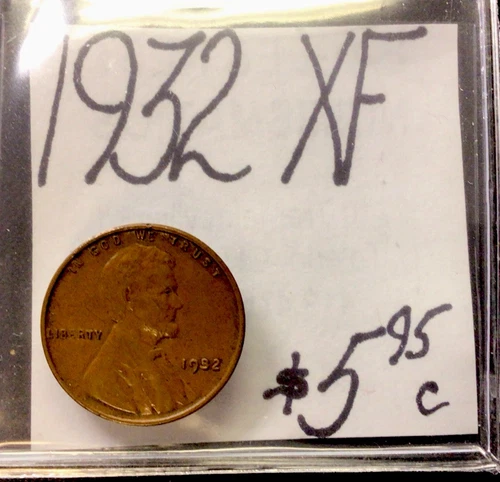 1932 XF
IN GOD WE TRUST
LIBERTY
1932
$5 95
c